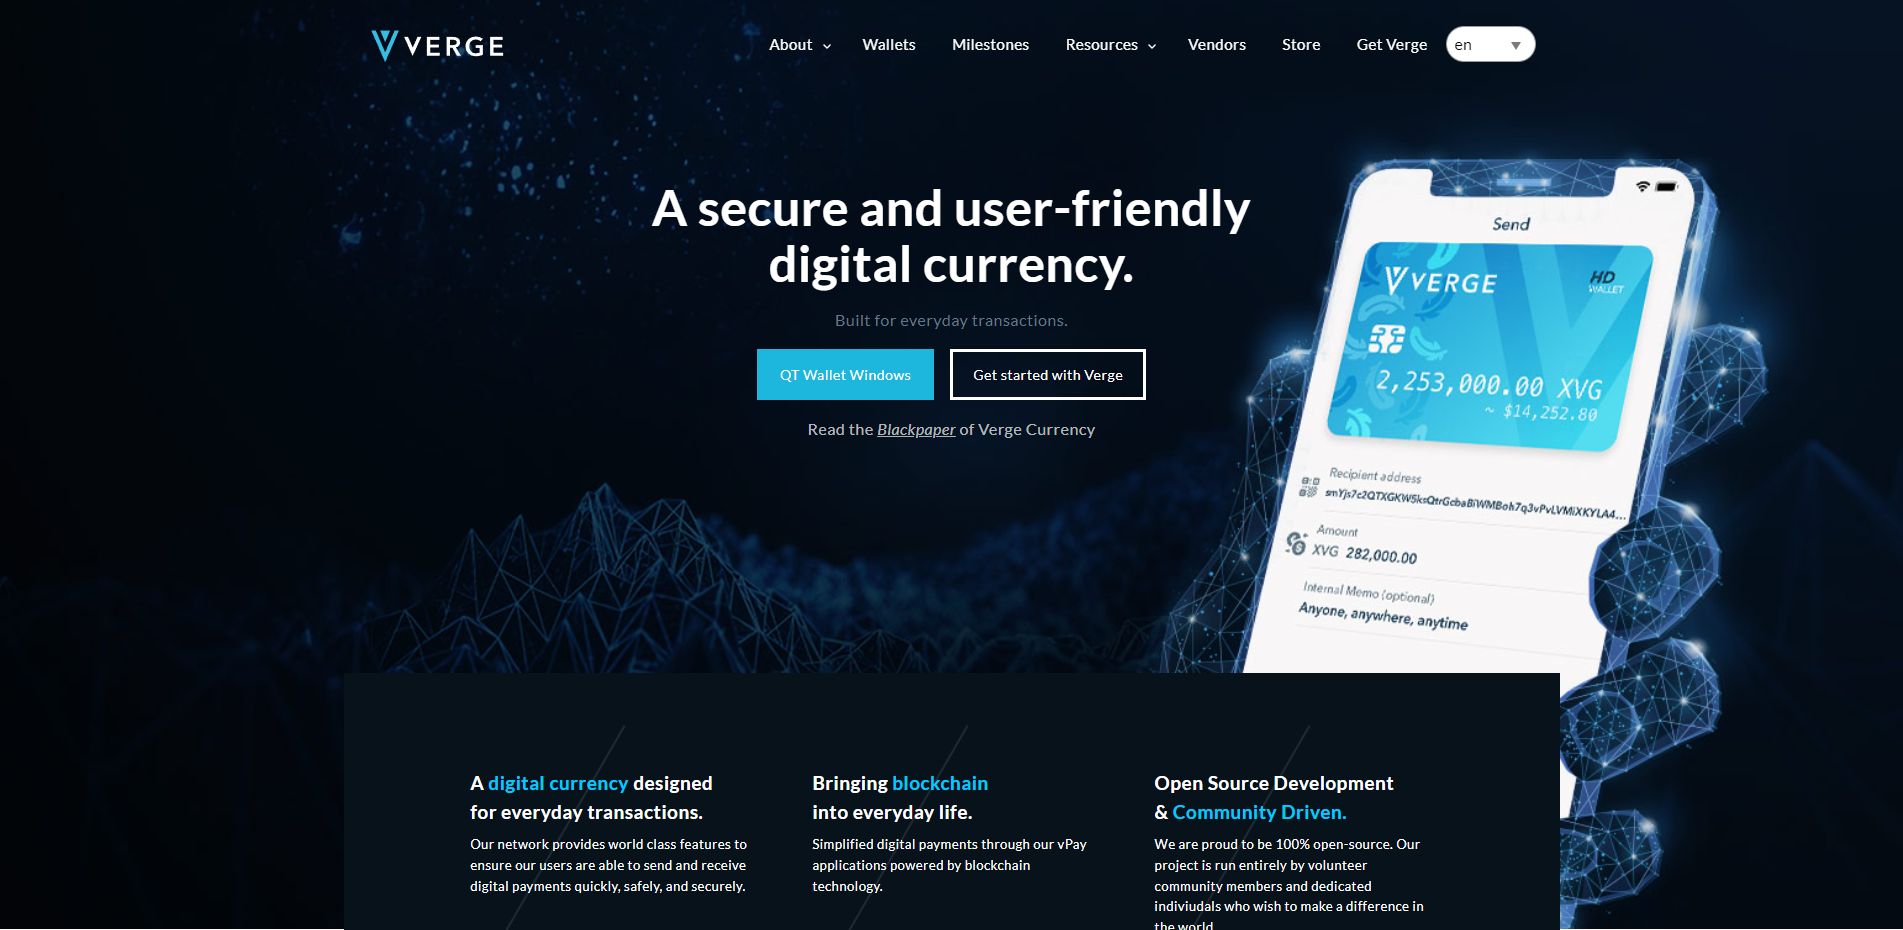 VERGE
About
Wallets
Milestones
Resources
Vendors
Store
Get Verge
en
A secure and user-friendly
digital currency.
Built for everyday transactions.
QT Wallet Windows
Get started with Verge
Read the Blackpaper of Verge Currency
Send
VERGE
HD
WALLET
2,253,000.00 XVG
~ $14,252.80
Recipient address
smYjs7c2QTXGKW5ksQtrGcbaBiWMBoh7q3vPvLVMiXKYLA4...
Amount
XVG 282,000.00
Internal Memo (optional)
Anyone, anywhere, anytime
A digital currency designed
for everyday transactions.
Our network provides world class features to
ensure our users are able to send and receive
digital payments quickly, safely, and securely.
Bringing blockchain
into everyday life.
Simplified digital payments through our vPay
applications powered by blockchain
technology.
Open Source Development
& Community Driven.
We are proud to be 100% open-source. Our
project is run entirely by volunteer
community members and dedicated
indiviudals who wish to make a difference in
the world